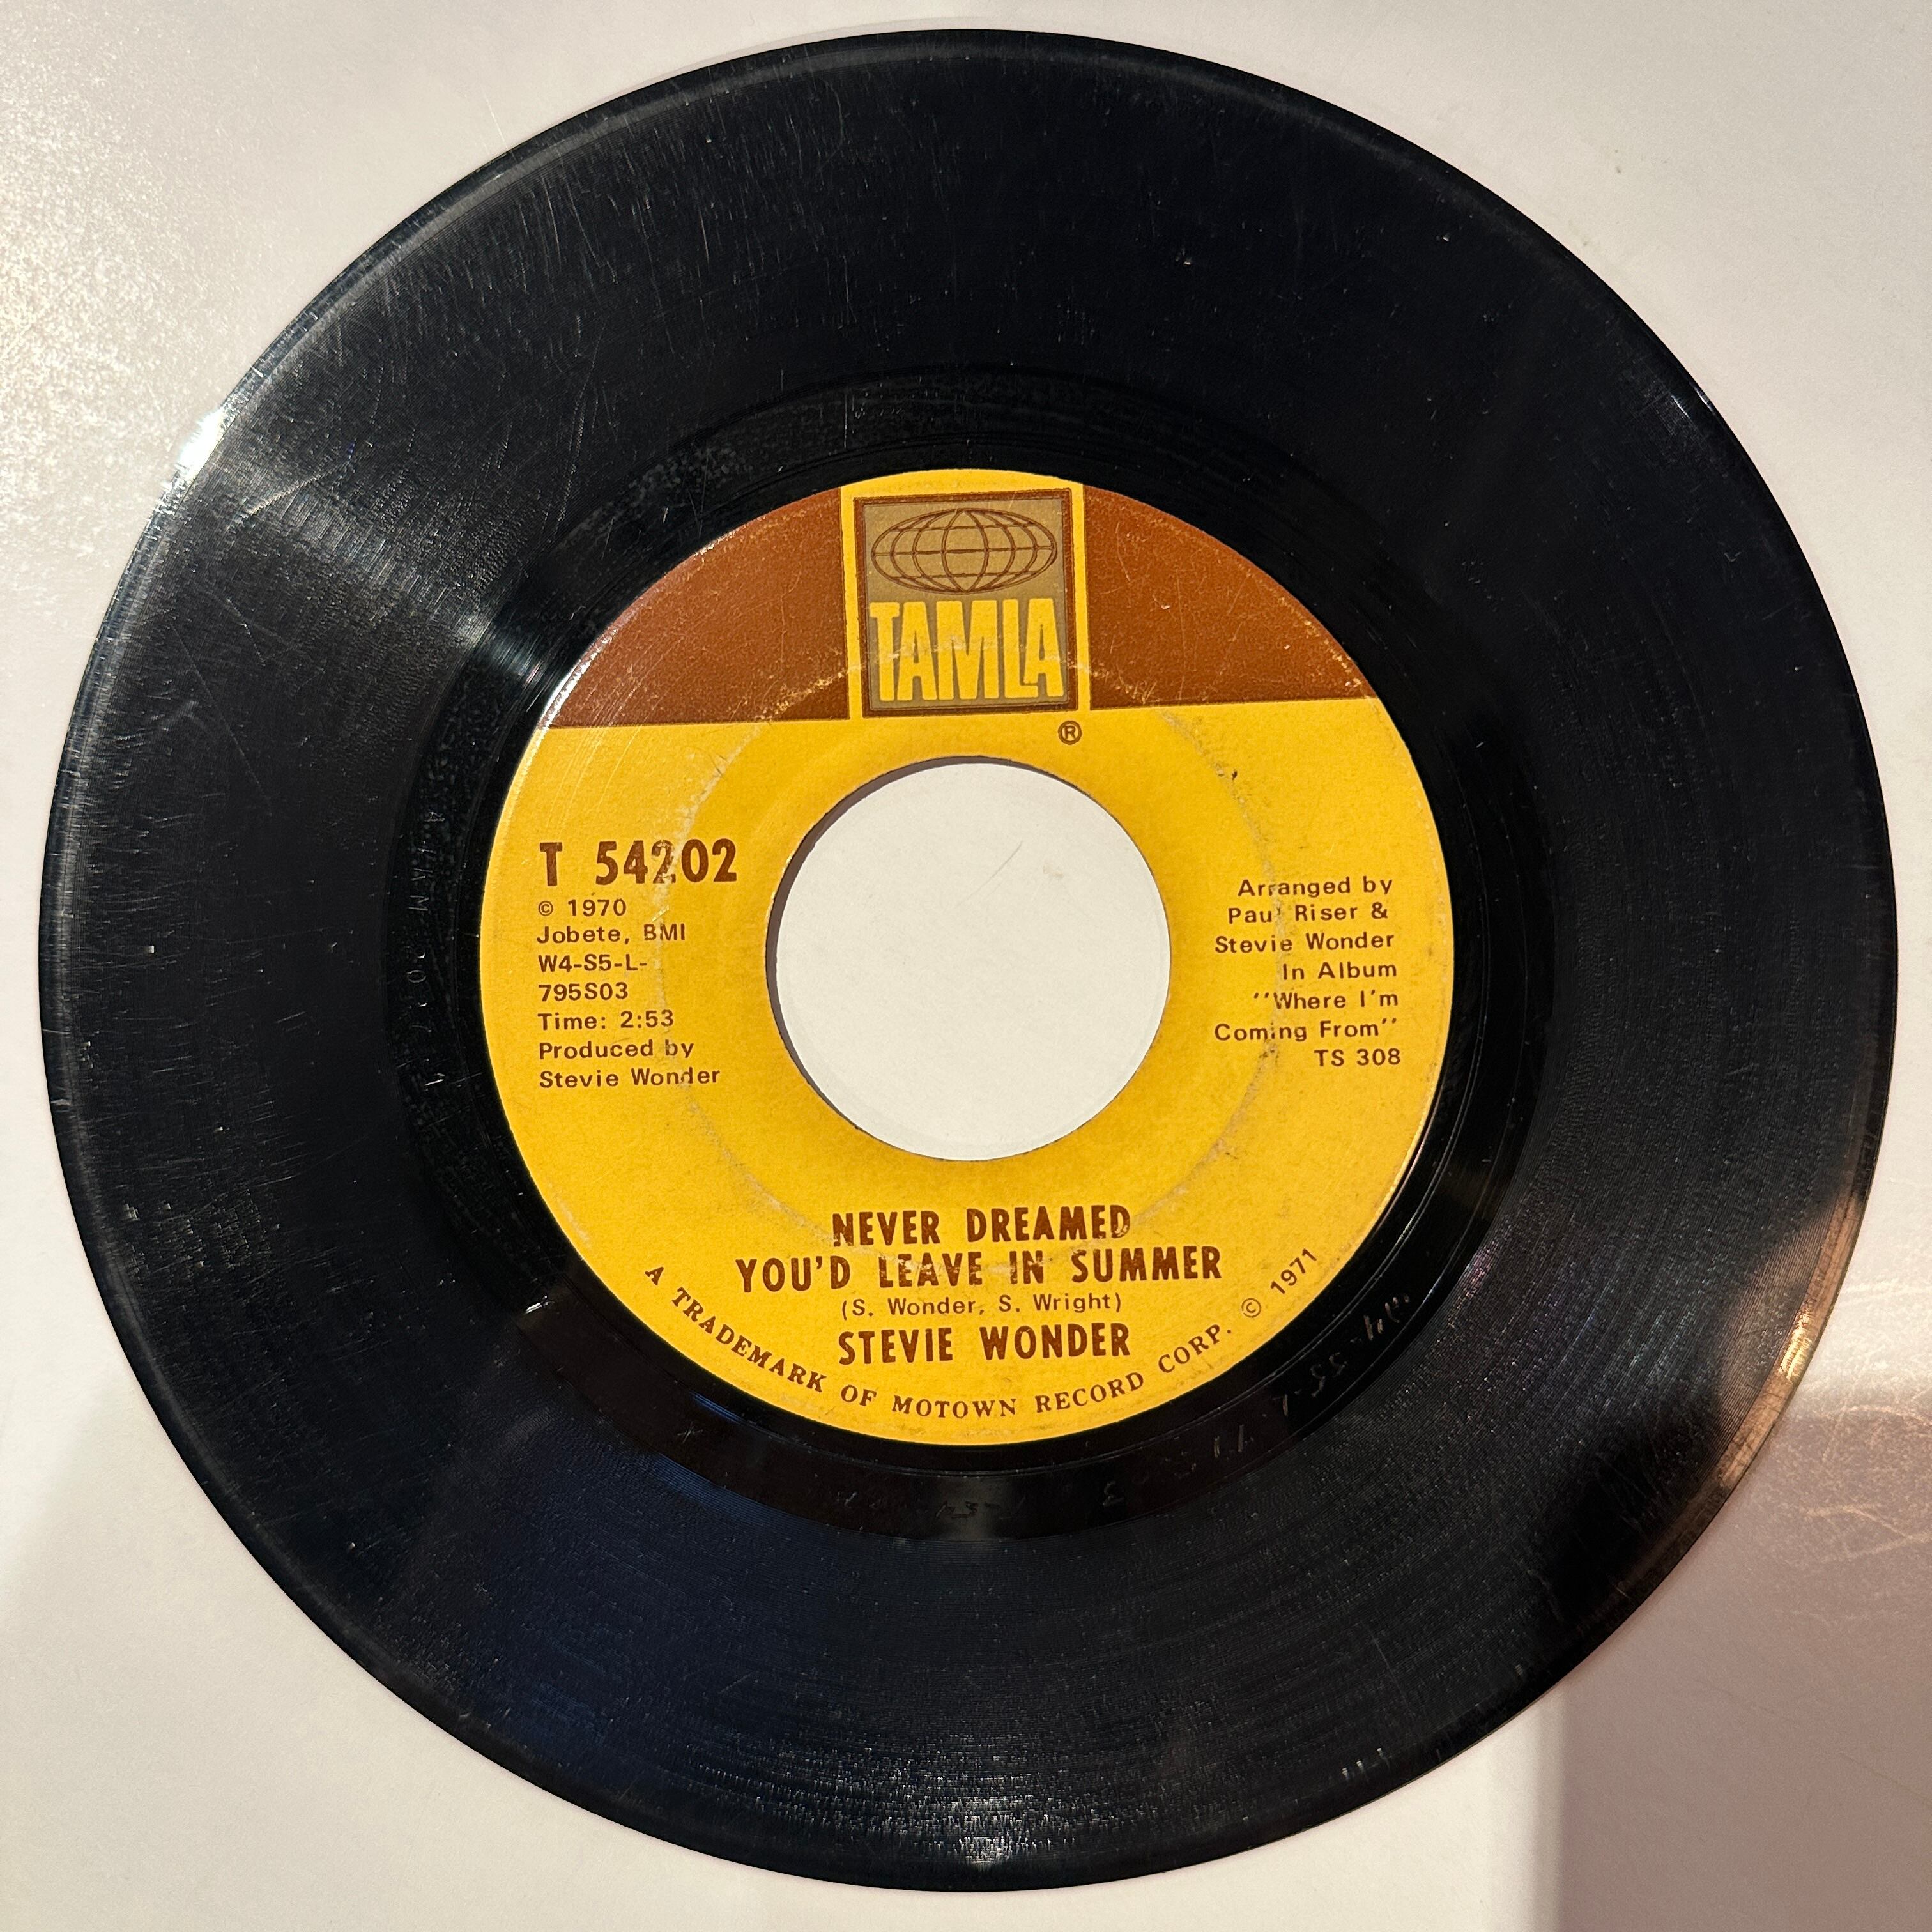 TAMLA
®
T 54202
© 1970
Jobete, BMI
W4-S5-L-
795S03
Time: 2:53
Produced by
Stevie Wonder
Arranged by
Paul Riser &
Stevie Wonder
In Album
"Where I'm
Coming From"
TS 308
NEVER DREAMED
YOU'D LEAVE IN SUMMER
(S. Wonder, S. Wright)
STEVIE WONDER
A TRADEMARK OF MOTOWN RECORD CORP. © 1971